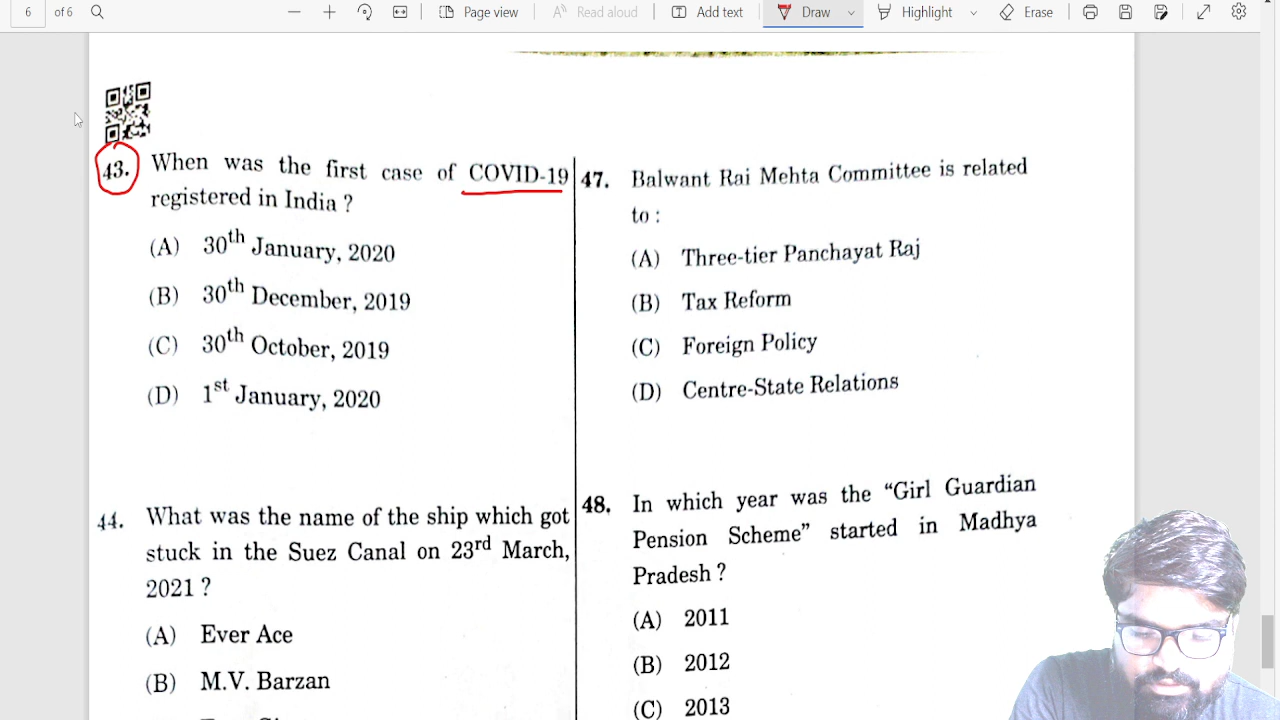 6 of 6
Page view
Read aloud
Add text
Draw
Highlight
Erase
43. When was the first case of COVID-19
registered in India ?
(A) 30th January, 2020
(B) 30th December, 2019
(C) 30th October, 2019
(D) 1st January, 2020
44. What was the name of the ship which got
stuck in the Suez Canal on 23rd March,
2021 ?
(A) Ever Ace
(B) M.V. Barzan
47. Balwant Rai Mehta Committee is related
to :
(A) Three-tier Panchayat Raj
(B) Tax Reform
(C) Foreign Policy
(D) Centre-State Relations
48. In which year was the “Girl Guardian
Pension Scheme” started in Madhya
Pradesh ?
(A) 2011
(B) 2012
(C) 2013